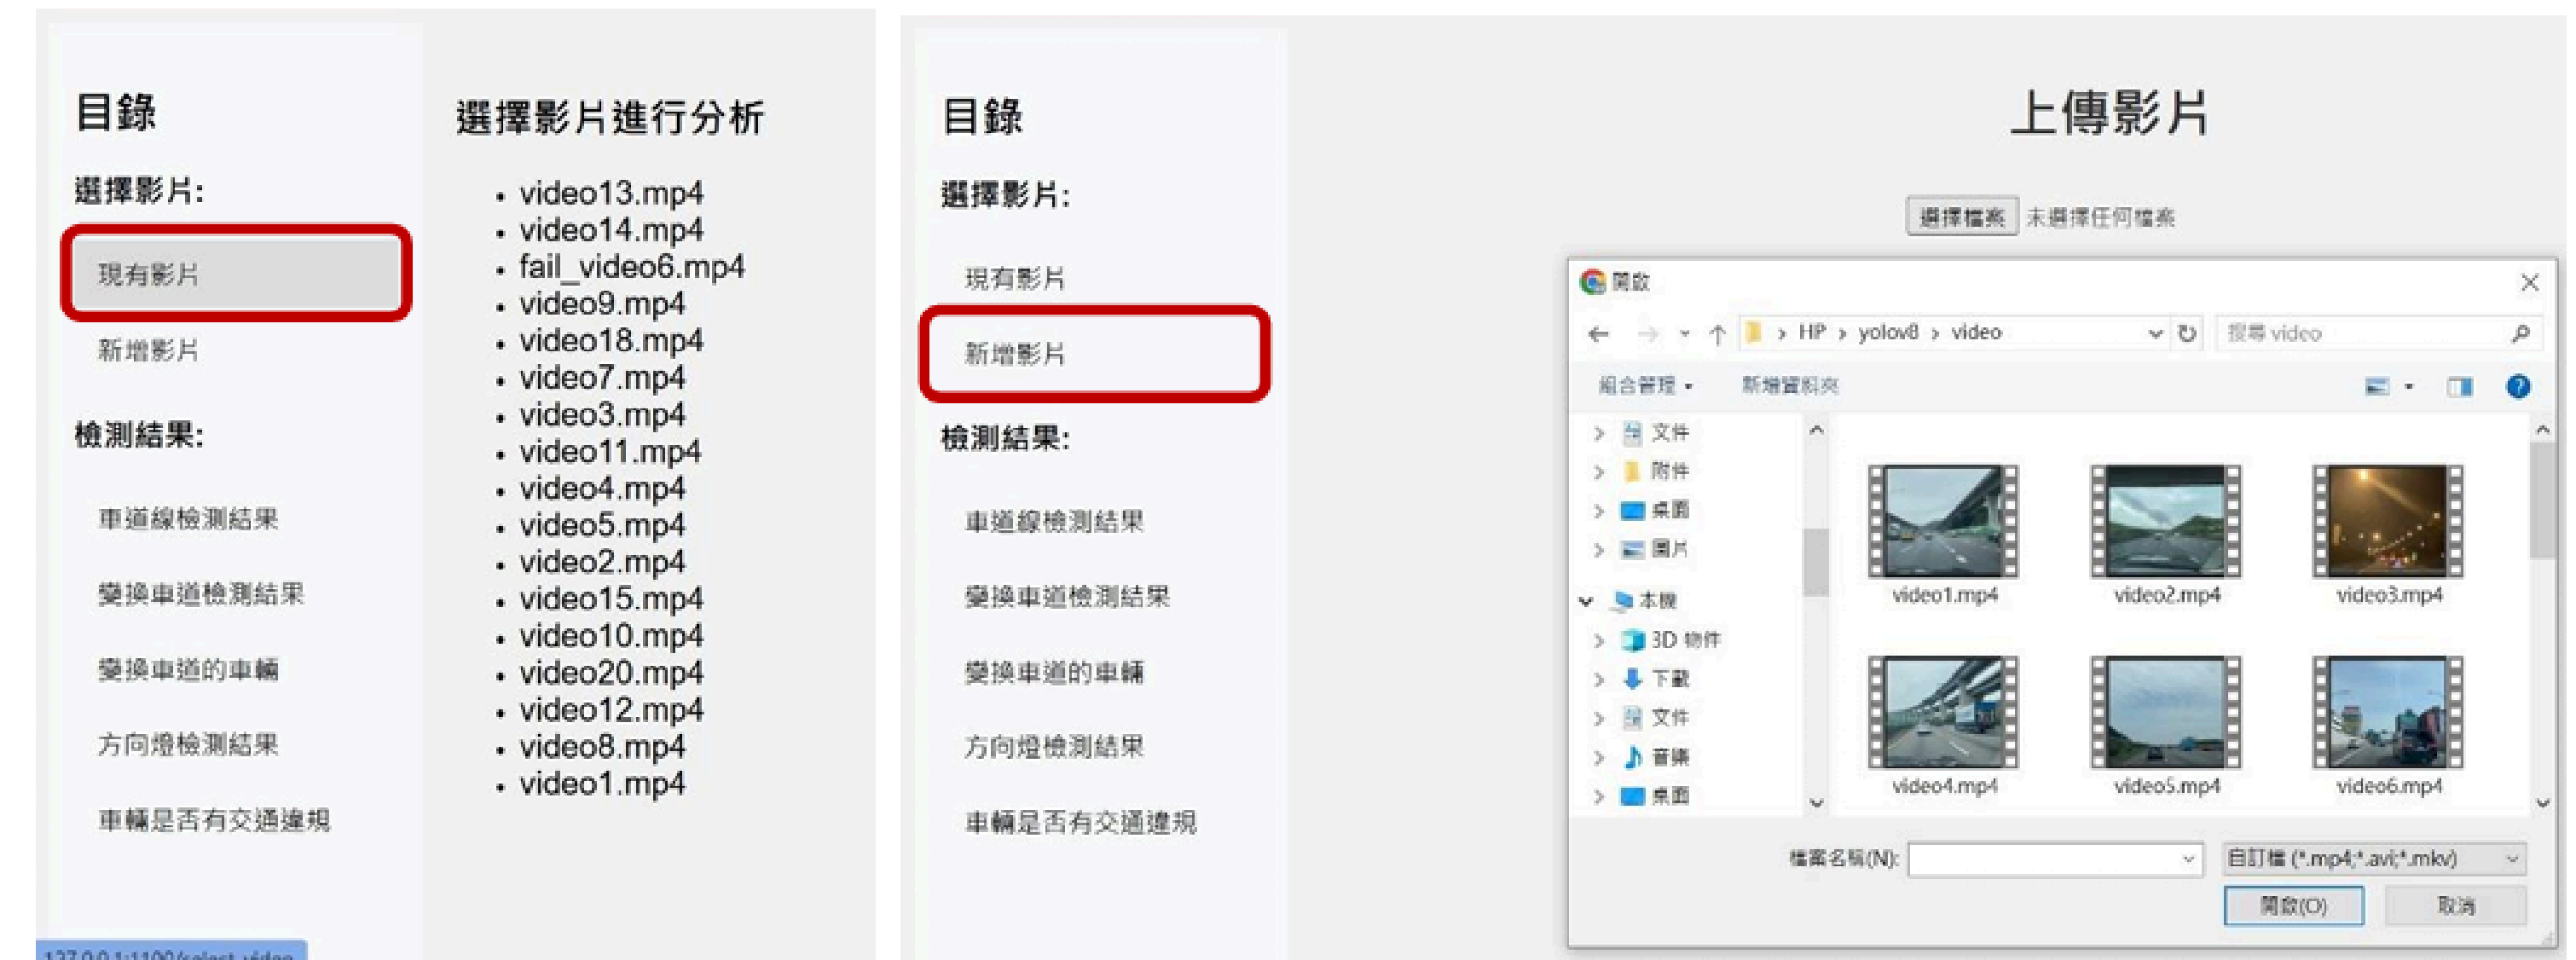 目錄
選擇影片:
現有影片
新增影片
檢測結果:
車道線檢測結果
變換車道檢測結果
變換車道的車輛
方向燈檢測結果
車輛是否有交通違規
127.0.0.1:1100/select_video
選擇影片進行分析
• video13.mp4
• video14.mp4
• fail_video6.mp4
• video9.mp4
• video18.mp4
• video7.mp4
• video3.mp4
• video11.mp4
• video4.mp4
• video5.mp4
• video2.mp4
• video15.mp4
• video10.mp4
• video20.mp4
• video12.mp4
• video8.mp4
• video1.mp4
目錄
選擇影片:
現有影片
新增影片
檢測結果:
車道線檢測結果
變換車道檢測結果
變換車道的車輛
方向燈檢測結果
車輛是否有交通違規
上傳影片
選擇檔案 未選擇任何檔案
開啟
HP › yolov8 › video
搜尋 video
組合管理 新增資料夾
文件
附件
桌面
圖片
本機
3D 物件
下載
文件
音樂
桌面
video1.mp4 video2.mp4 video3.mp4
video4.mp4 video5.mp4 video6.mp4
檔案名稱(N): 自訂檔 (*.mp4;*.avi;*.mkv)
開啟(O) 取消